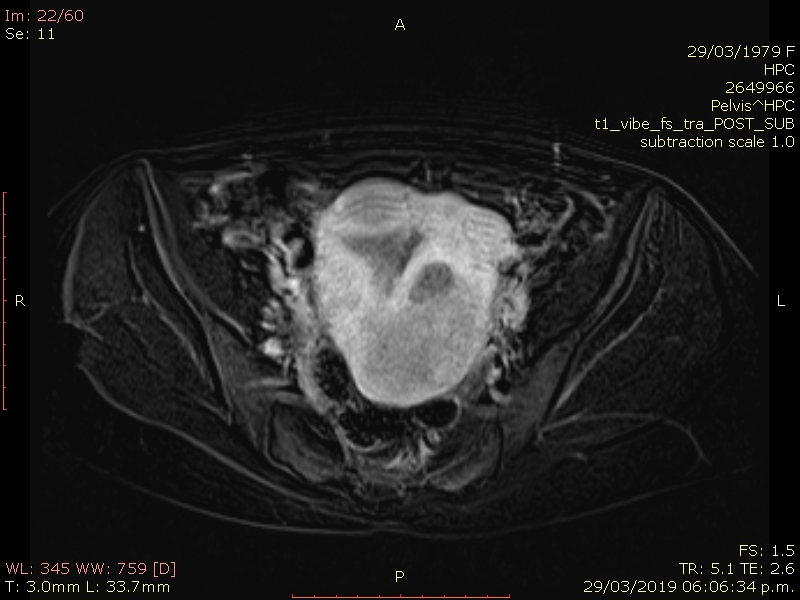 Im: 22/60
Se: 11
A
29/03/1979 F
HPC
2649966
Pelvis^HPC
t1_vibe_fs_tra_POST_SUB
subtraction scale 1.0
R
L
WL: 345 WW: 759 [D]
T: 3.0mm L: 33.7mm
P
FS: 1.5
TR: 5.1 TE: 2.6
29/03/2019 06:06:34 p.m.